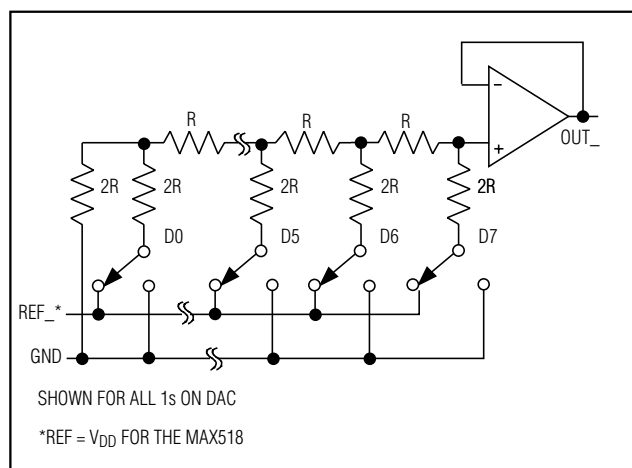 R
R
R
−
+
OUT_
2R
2R
2R
2R
2R
D0
D5
D6
D7
REF_*
GND
SHOWN FOR ALL 1s ON DAC
*REF = VDD FOR THE MAX518